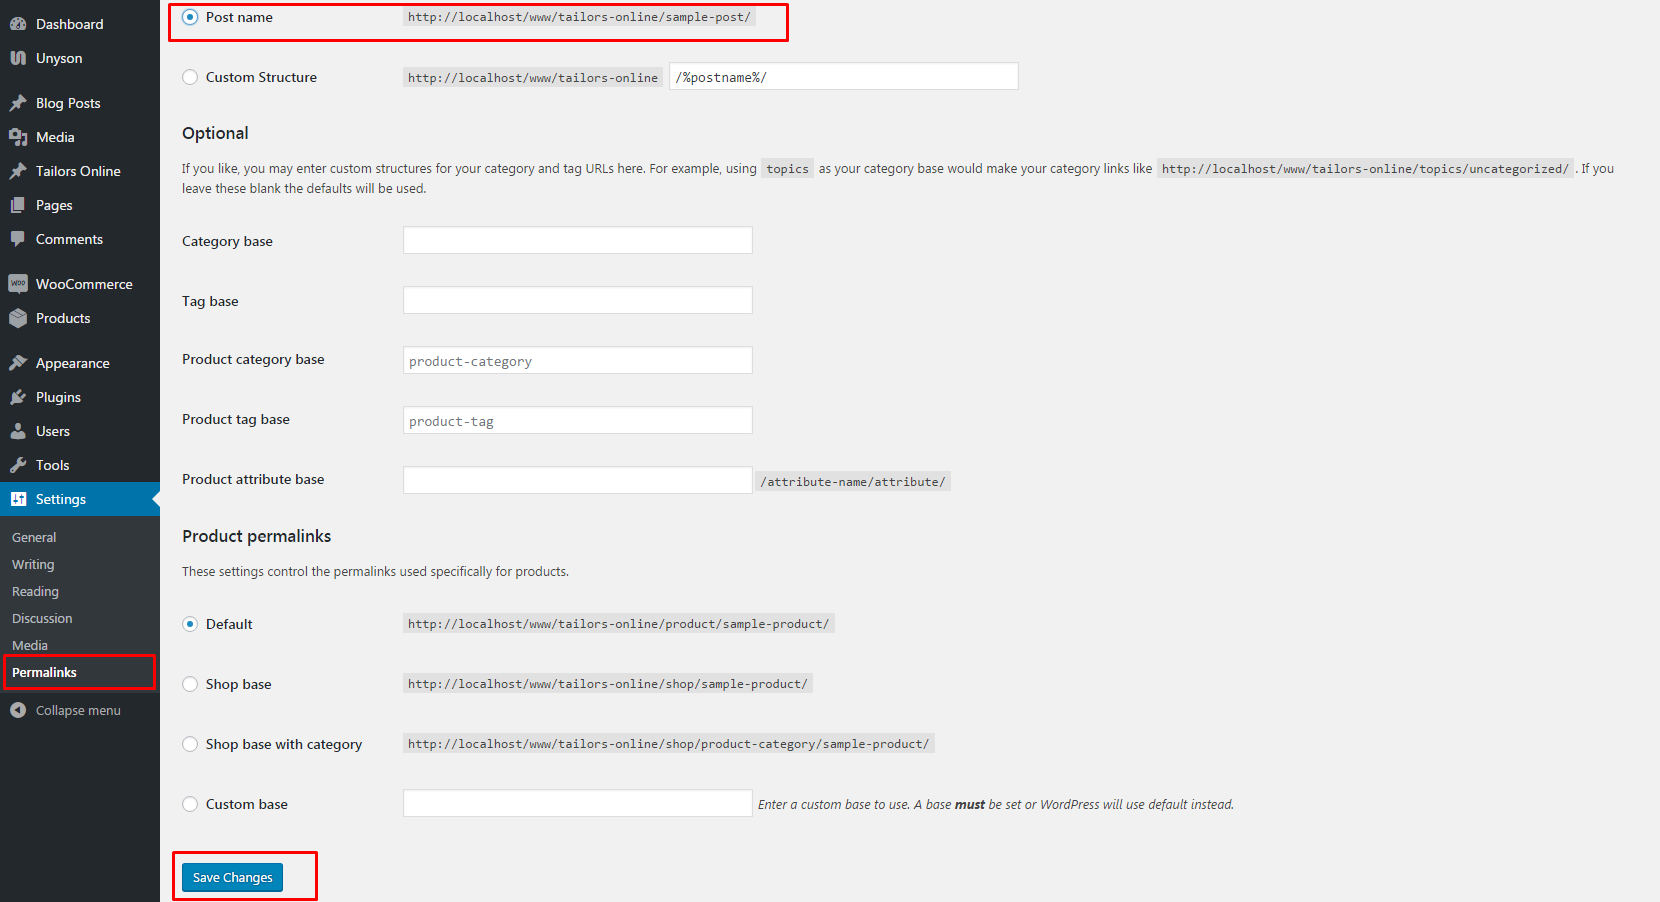 Dashboard
Unyson
Blog Posts
Media
Tailors Online
Pages
Comments
WOO WooCommerce
Products
Appearance
Plugins
Users
Tools
Settings
General
Writing
Reading
Discussion
Media
Permalinks
Collapse menu
Post name http://localhost/www/tailors-online/sample-post/
Custom Structure http://localhost/www/tailors-online /%postname%/
Optional
If you like, you may enter custom structures for your category and tag URLs here. For example, using topics as your category base would make your category links like http://localhost/www/tailors-online/topics/uncategorized/ . If you
leave these blank the defaults will be used.
Category base
Tag base
Product category base product-category
Product tag base product-tag
Product attribute base /attribute-name/attribute/
Product permalinks
These settings control the permalinks used specifically for products.
Default http://localhost/www/tailors-online/product/sample-product/
Shop base http://localhost/www/tailors-online/shop/sample-product/
Shop base with category http://localhost/www/tailors-online/shop/product-category/sample-product/
Custom base Enter a custom base to use. A base must be set or WordPress will use default instead.
Save Changes